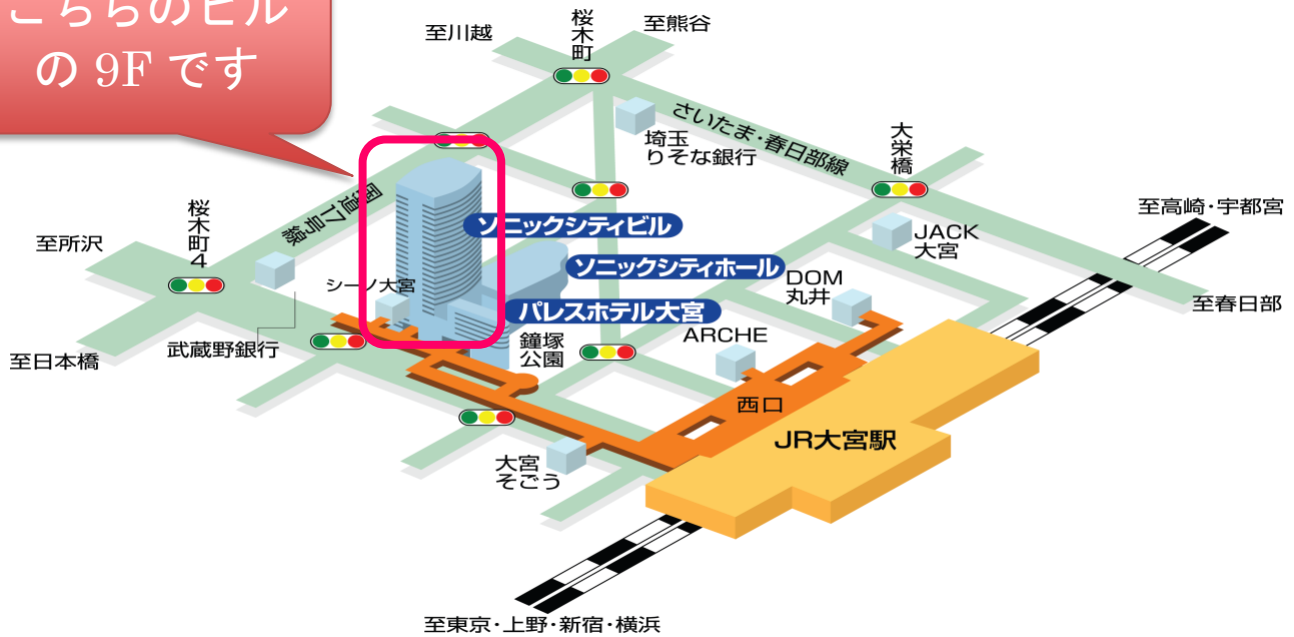 こちらのビル
の 9F です
至川越
桜木町
至熊谷
さいたま・春日部線
埼玉
りそな銀行
大栄橋
至高崎・宇都宮
国道17号線
桜木町4
至所沢
ソニックシティビル
JACK
大宮
ソニックシティホール
シーノ大宮
DOM
丸井
至春日部
パレスホテル大宮
武蔵野銀行
至日本橋
鐘塚
公園
ARCHE
西口
JR大宮駅
大宮
そごう
至東京・上野・新宿・横浜